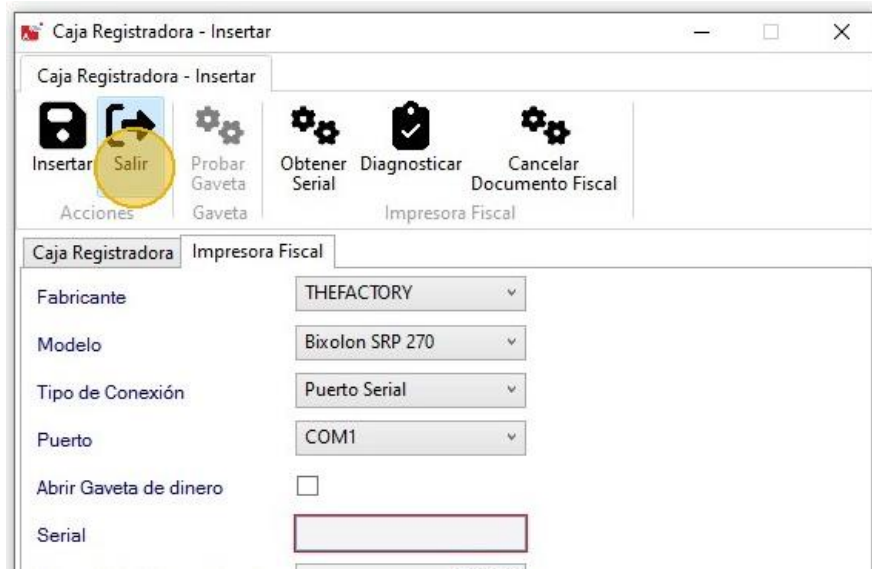 Caja Registradora - Insertar
Caja Registradora - Insertar
Insertar
Salir
Probar
Gaveta
Obtener
Serial
Diagnosticar
Cancelar
Documento Fiscal
Acciones
Gaveta
Impresora Fiscal
Caja Registradora
Impresora Fiscal
Fabricante
THEFACTORY
Modelo
Bixolon SRP 270
Tipo de Conexión
Puerto Serial
Puerto
COM1
Abrir Gaveta de dinero
Serial